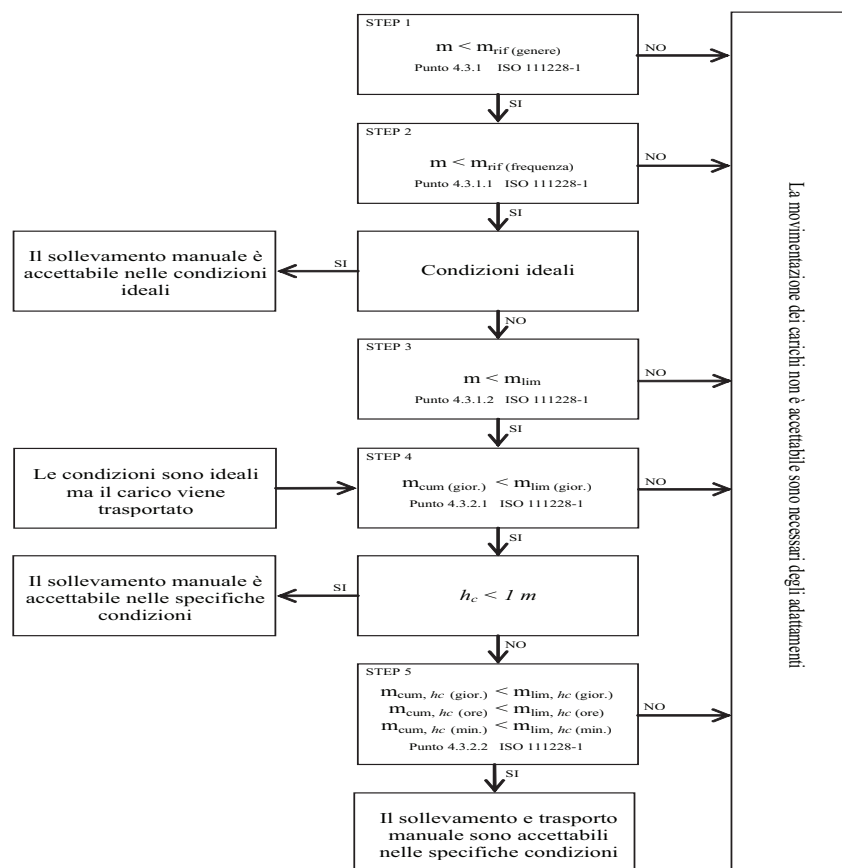 STEP 1
m < mrif (genere)
Punto 4.3.1 ISO 111228-1
NO
SI
STEP 2
m < mrif (frequenza)
Punto 4.3.1.1 ISO 111228-1
NO
SI
Il sollevamento manuale è
accettabile nelle condizioni
ideali
SI
Condizioni ideali
NO
STEP 3
m < mlim
Punto 4.3.1.2 ISO 111228-1
NO
SI
Le condizioni sono ideali
ma il carico viene
trasportato
STEP 4
mcum (gior.) < mlim (gior.)
Punto 4.3.2.1 ISO 111228-1
NO
SI
Il sollevamento manuale è
accettabile nelle specifiche
condizioni
SI
hc < 1 m
NO
STEP 5
mcum, hc (gior.) < mlim, hc (gior.)
mcum, hc (ore) < mlim, hc (ore)
mcum, hc (min.) < mlim, hc (min.)
Punto 4.3.2.2 ISO 111228-1
NO
SI
Il sollevamento e trasporto
manuale sono accettabili
nelle specifiche condizioni
La movimentazione dei carichi non è accettabile sono necessari degli adattamenti